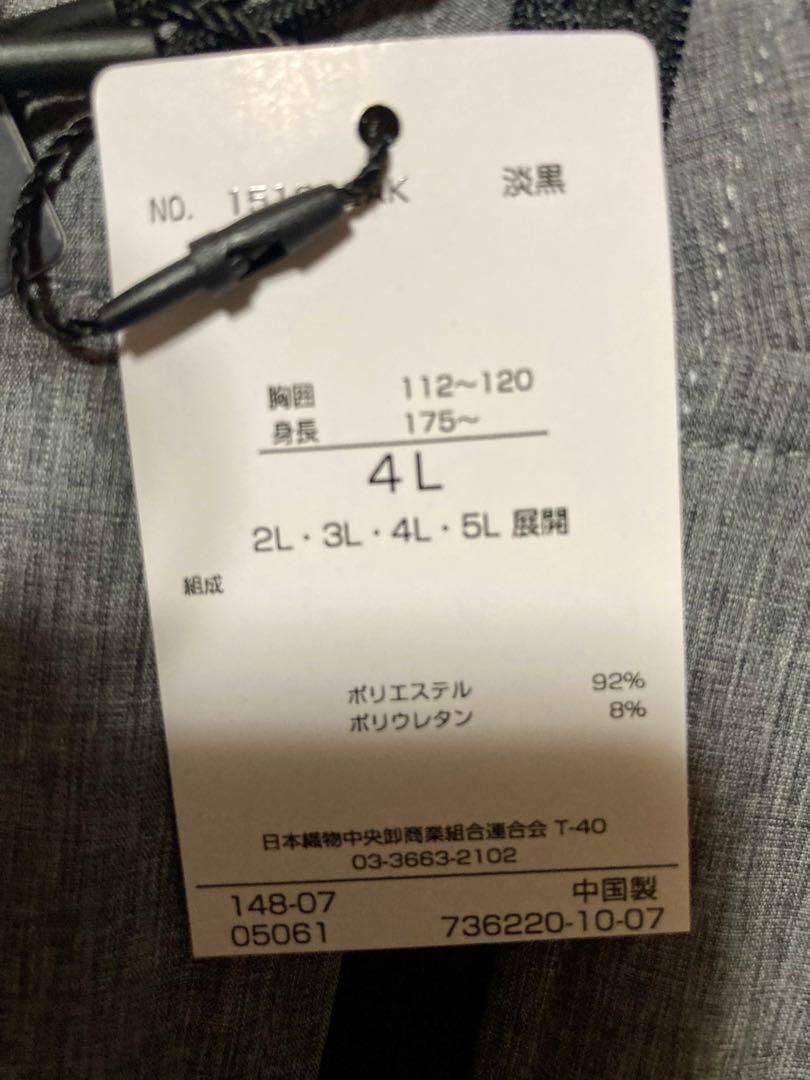 NO. 淡黒
胸囲 112～120
身長 175～
4L
2L・3L・4L・5L 展開
組成
ポリエステル 92%
ポリウレタン 8%
日本織物中央卸商業組合連合会 T-40
03-3663-2102
148-07 中国製
05061 736220-10-07